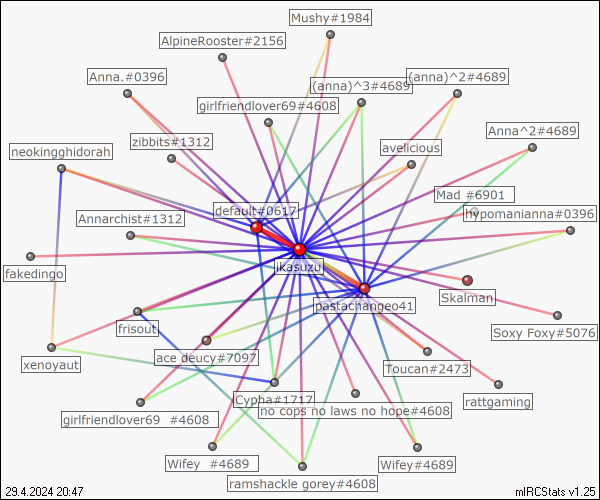 Mushy#1984
AlpineRooster#2156
Anna.#0396
(anna)^3#4689
(anna)^2#4689
girlfriendlover69#4608
Anna^2#4689
zibbits#1312
avelicious
neokingghidorah
Mad #6901
default#0617
hypomanianna#0396
Annarchist#1312
fakedingo
ikasuzu
Skalman
pastachangeo41
frisout
Soxy Foxy#5076
xenoyaut
ace_deucy#7097
Toucan#2473
Cypha#1717
rattgaming
no cops no laws no hope#4608
girlfriendlover69 #4608
Wifey #4689
Wifey#4689
ramshackle gorey#4608
29.4.2024 20:47
mIRCStats v1.25